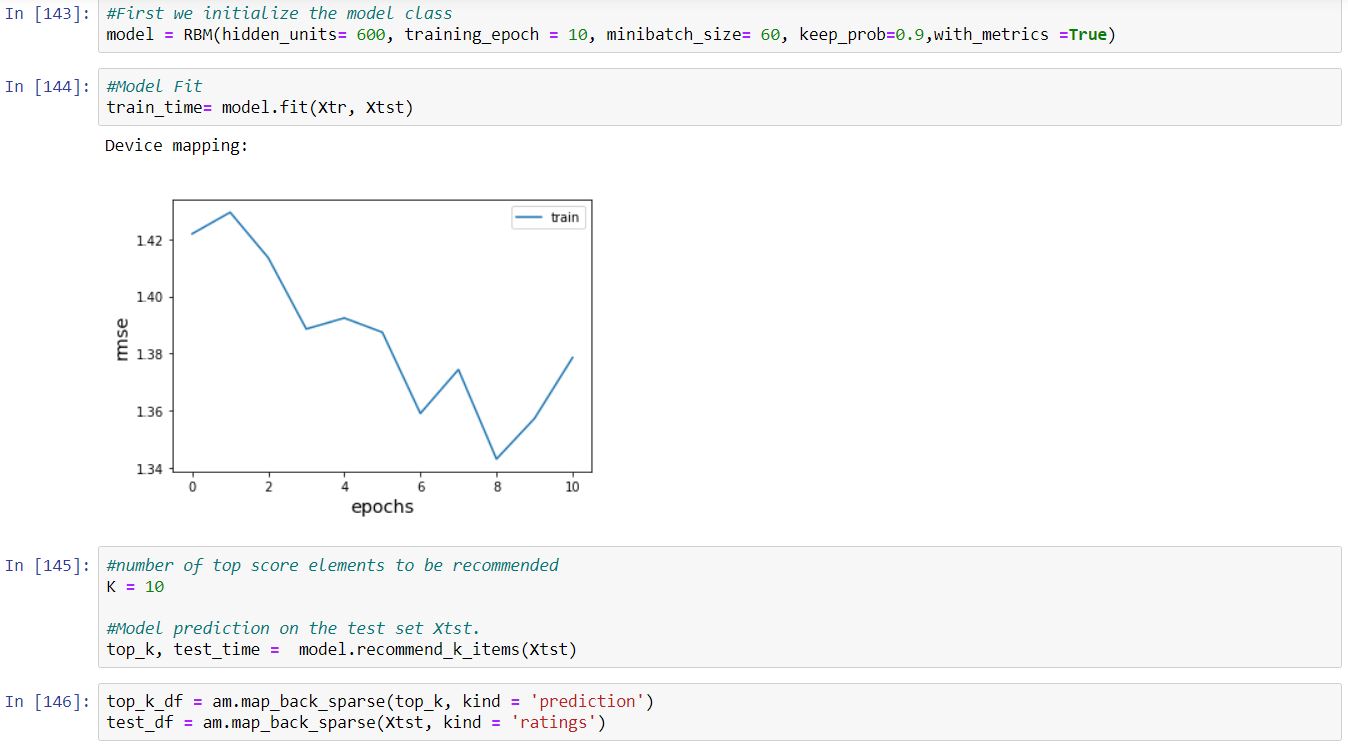 In [143]: #First we initialize the model class
model = RBM(hidden_units= 600, training_epoch = 10, minibatch_size= 60, keep_prob=0.9,with_metrics =True)
In [144]: #Model Fit
train_time= model.fit(Xtr, Xtst)
Device mapping:
train
1.42
1.40
1.38
1.36
1.34
rmse
0 2 4 6 8 10
epochs
In [145]: #number of top score elements to be recommended
K = 10
#Model prediction on the test set Xtst.
top_k, test_time =  model.recommend_k_items(Xtst)
In [146]: top_k_df = am.map_back_sparse(top_k, kind = 'prediction')
test_df = am.map_back_sparse(Xtst, kind = 'ratings')